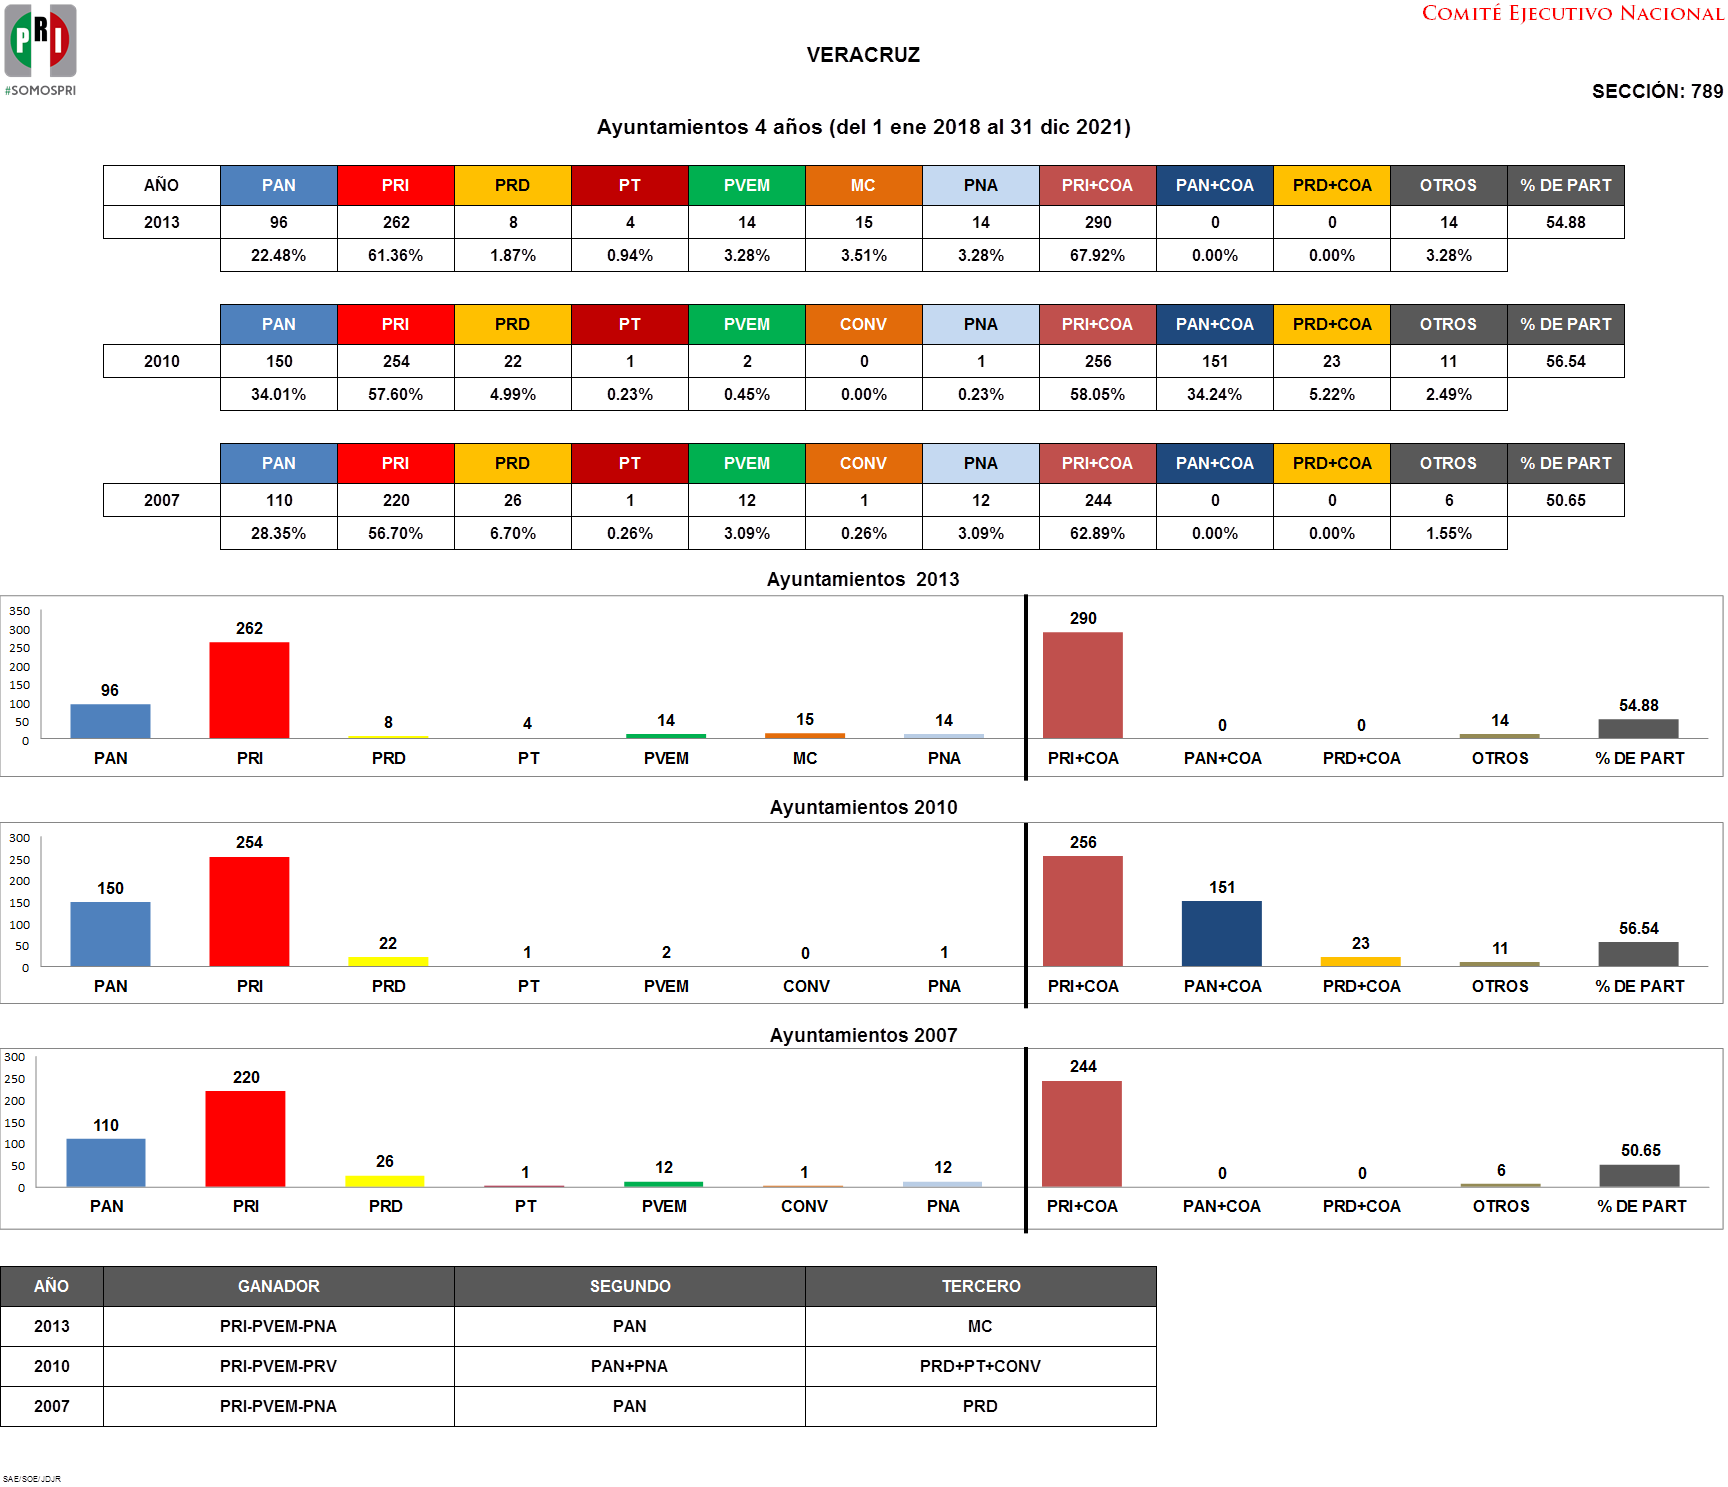 PRI
#SOMOSPRI
COMITÉ EJECUTIVO NACIONAL
VERACRUZ
SECCIÓN: 789
Ayuntamientos 4 años (del 1 ene 2018 al 31 dic 2021)
AÑO PAN PRI PRD PT PVEM MC PNA PRI+COA PAN+COA PRD+COA OTROS % DE PART
2013 96 262 8 4 14 15 14 290 0 0 14 54.88
22.48% 61.36% 1.87% 0.94% 3.28% 3.51% 3.28% 67.92% 0.00% 0.00% 3.28%
PAN PRI PRD PT PVEM CONV PNA PRI+COA PAN+COA PRD+COA OTROS % DE PART
2010 150 254 22 1 2 0 1 256 151 23 11 56.54
34.01% 57.60% 4.99% 0.23% 0.45% 0.00% 0.23% 58.05% 34.24% 5.22% 2.49%
PAN PRI PRD PT PVEM CONV PNA PRI+COA PAN+COA PRD+COA OTROS % DE PART
2007 110 220 26 1 12 1 12 244 0 0 6 50.65
28.35% 56.70% 6.70% 0.26% 3.09% 0.26% 3.09% 62.89% 0.00% 0.00% 1.55%
Ayuntamientos 2013
350
300
250
200
150
100
50
0
96 262 8 4 14 15 14 290 0 0 14 54.88
PAN PRI PRD PT PVEM MC PNA PRI+COA PAN+COA PRD+COA OTROS % DE PART
Ayuntamientos 2010
300
250
200
150
100
50
0
150 254 22 1 2 0 1 256 151 23 11 56.54
PAN PRI PRD PT PVEM CONV PNA PRI+COA PAN+COA PRD+COA OTROS % DE PART
Ayuntamientos 2007
300
250
200
150
100
50
0
110 220 26 1 12 1 12 244 0 0 6 50.65
PAN PRI PRD PT PVEM CONV PNA PRI+COA PAN+COA PRD+COA OTROS % DE PART
AÑO GANADOR SEGUNDO TERCERO
2013 PRI-PVEM-PNA PAN MC
2010 PRI-PVEM-PRV PAN+PNA PRD+PT+CONV
2007 PRI-PVEM-PNA PAN PRD
SAE/SOE/JDJR